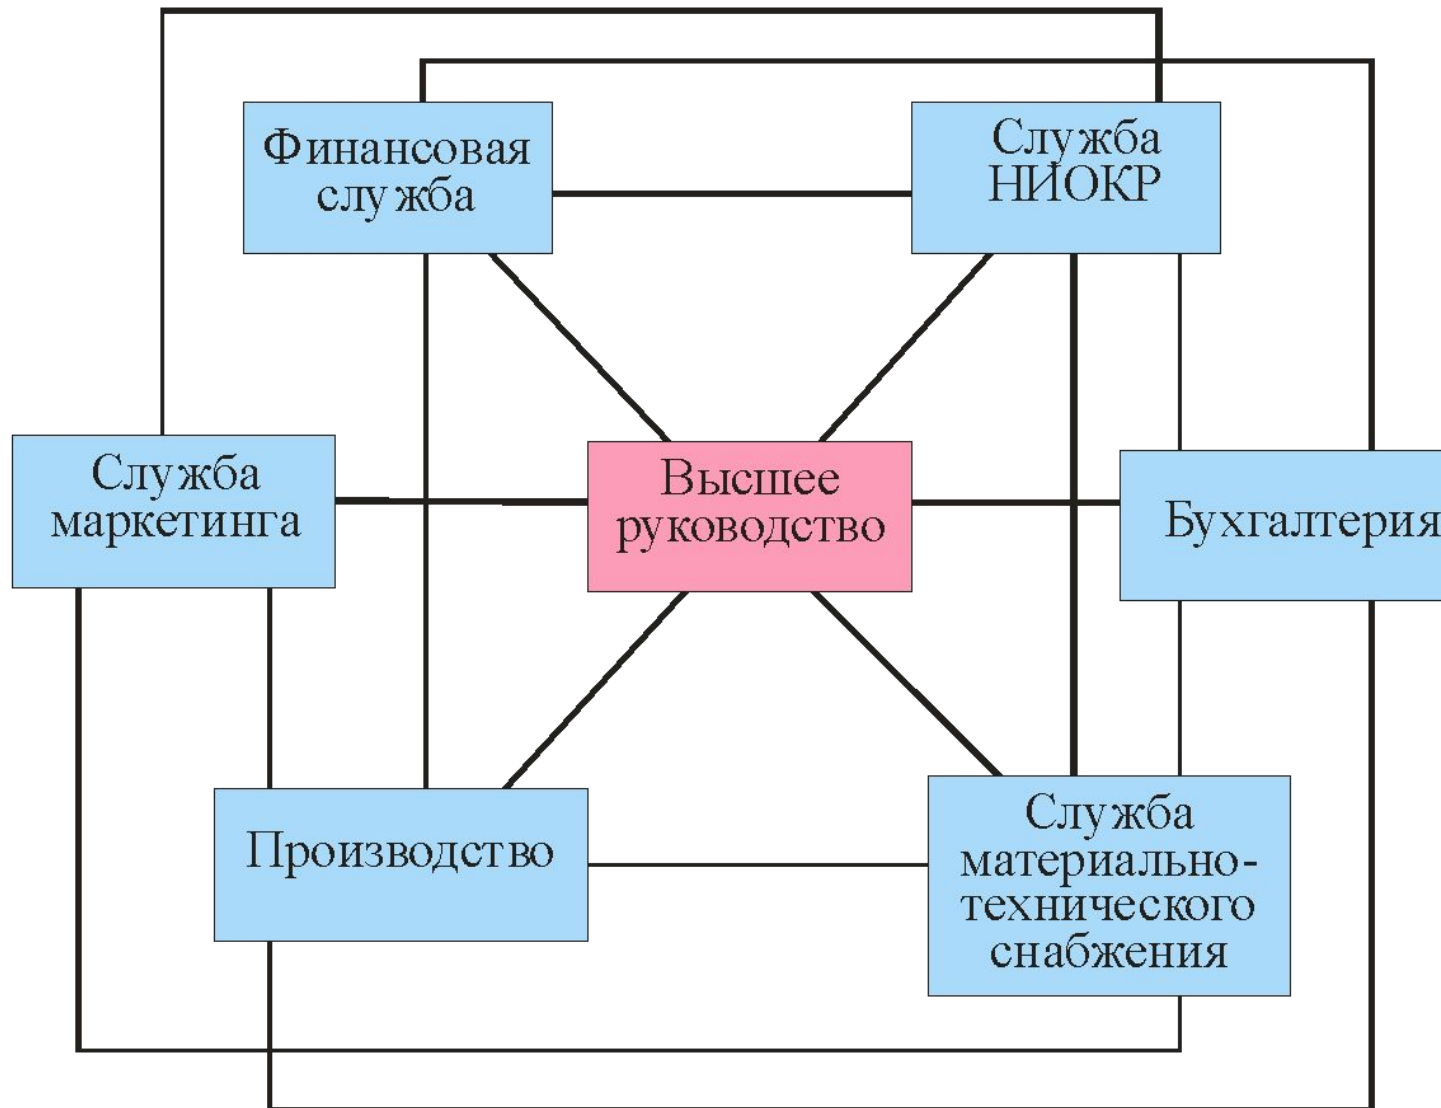 Финансовая
служба
Служба
НИОКР
Служба
маркетинга
Высшее
руководство
Бухгалтерия
Производство
Служба
материально-
технического
снабжения